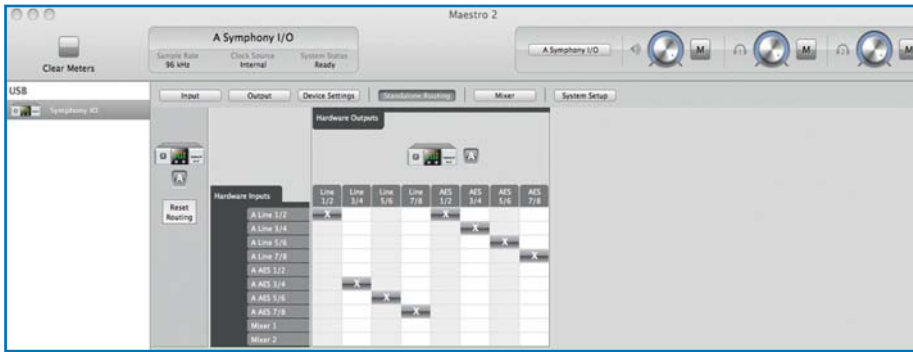 Maestro 2
Clear Meters
A Symphony I/O
Sample Rate Clock Source System Status
96 kHz Internal Ready
A Symphony I/O
M
M
M
USB
Symphony IO
Input Output Device Settings Standalone Routing Mixer System Setup
Hardware Outputs
A
A
Reset
Routing
Hardware Inputs
Line 1/2 Line 3/4 Line 5/6 Line 7/8 AES 1/2 AES 3/4 AES 5/6 AES 7/8
A Line 1/2 X X
A Line 3/4 X
A Line 5/6 X
A Line 7/8 X
A AES 1/2
A AES 3/4 X
A AES 5/6 X
A AES 7/8 X
Mixer 1
Mixer 2